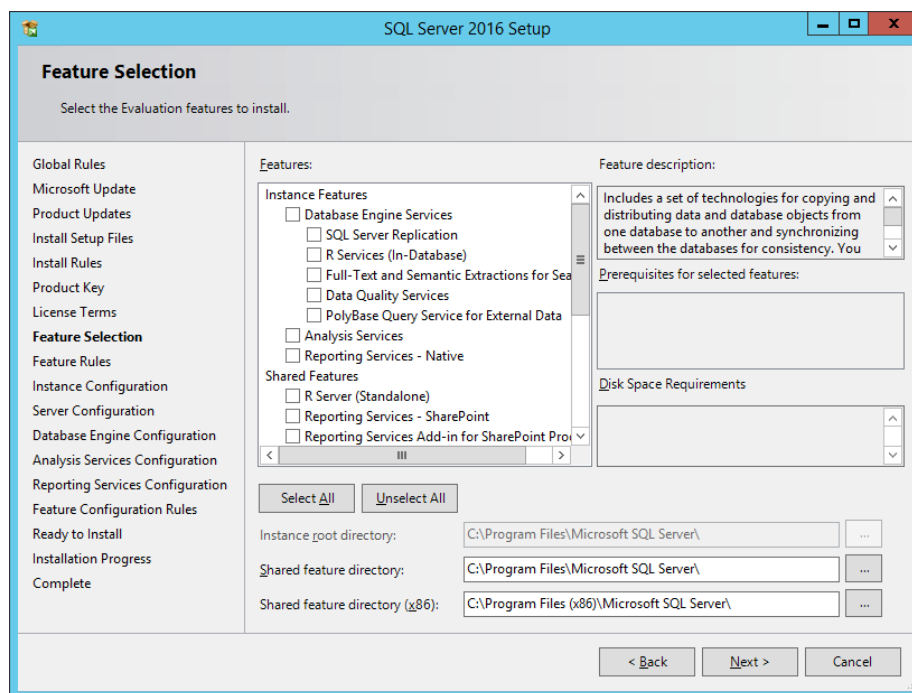 SQL Server 2016 Setup
Feature Selection
Select the Evaluation features to install.
Global Rules
Microsoft Update
Product Updates
Install Setup Files
Install Rules
Product Key
License Terms
Feature Selection
Feature Rules
Instance Configuration
Server Configuration
Database Engine Configuration
Analysis Services Configuration
Reporting Services Configuration
Feature Configuration Rules
Ready to Install
Installation Progress
Complete
Features:
Instance Features
Database Engine Services
SQL Server Replication
R Services (In-Database)
Full-Text and Semantic Extractions for Sea
Data Quality Services
PolyBase Query Service for External Data
Analysis Services
Reporting Services - Native
Shared Features
R Server (Standalone)
Reporting Services - SharePoint
Reporting Services Add-in for SharePoint Pro
Feature description:
Includes a set of technologies for copying and
distributing data and database objects from
one database to another and synchronizing
between the databases for consistency. You
Prerequisites for selected features:
Disk Space Requirements
Select All
Unselect All
Instance root directory:
C:\Program Files\Microsoft SQL Server\
...
Shared feature directory:
C:\Program Files\Microsoft SQL Server\
...
Shared feature directory (x86):
C:\Program Files (x86)\Microsoft SQL Server\
...
< Back
Next >
Cancel